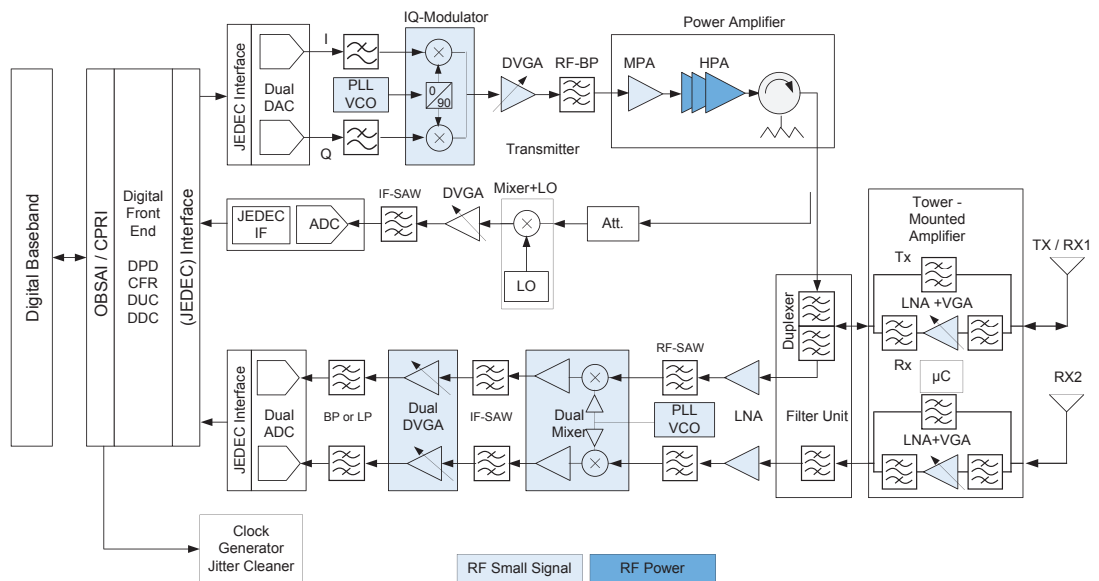 IQ-Modulator
Power Amplifier
JEDEC Interface
Dual
DAC
I
Q
PLL
VCO
0
90
DVGA
RF-BP
MPA
HPA
Transmitter
Digital Baseband
OBSAI / CPRI
Digital
Front
End
DPD
CFR
DUC
DDC
(JEDEC) Interface
JEDEC
IF
ADC
IF-SAW
DVGA
Mixer+LO
LO
Att.
Tower -
Mounted
Amplifier
Tx
LNA +VGA
Rx
µC
LNA+VGA
TX / RX1
RX2
Duplexer
Filter Unit
JEDEC Interface
Dual
ADC
BP or LP
Dual
DVGA
IF-SAW
Dual
Mixer
RF-SAW
PLL
VCO
LNA
Clock
Generator
Jitter Cleaner
RF Small Signal
RF Power